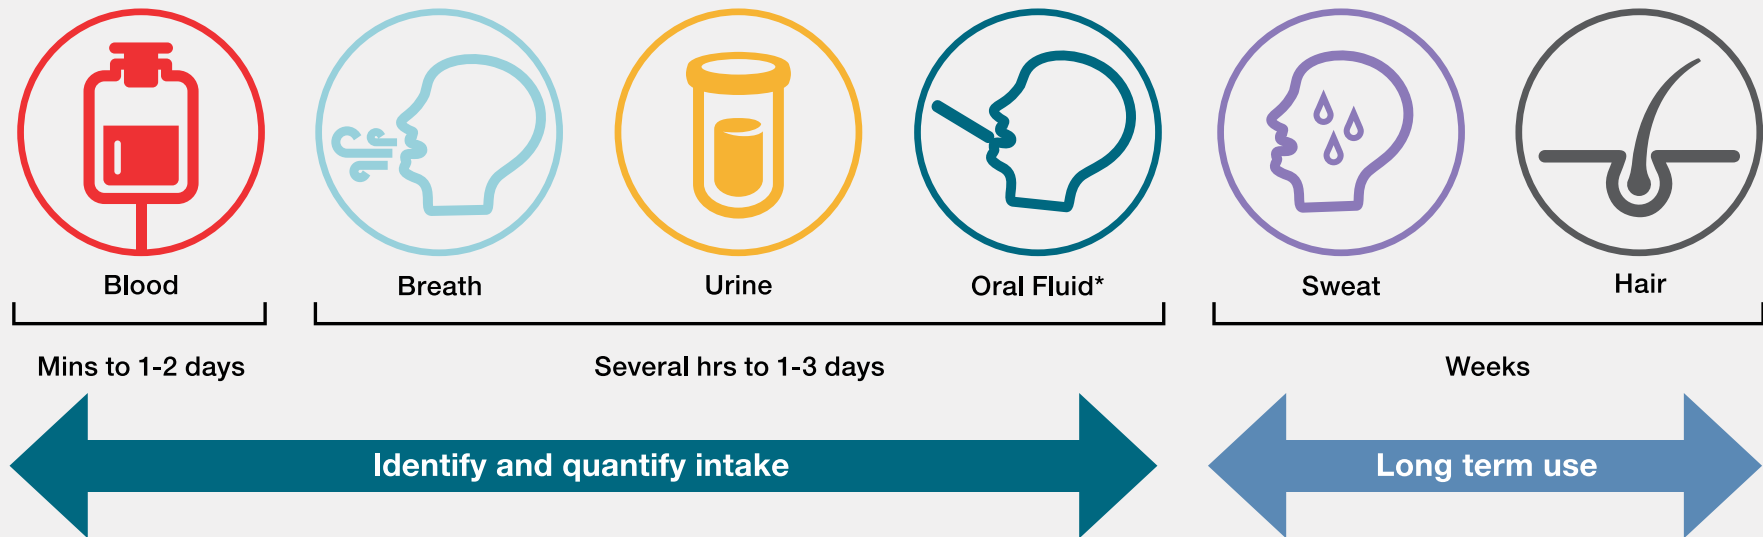 Blood
Breath
Urine
Oral Fluid*
Sweat
Hair
Mins to 1-2 days
Several hrs to 1-3 days
Weeks
Identify and quantify intake
Long term use